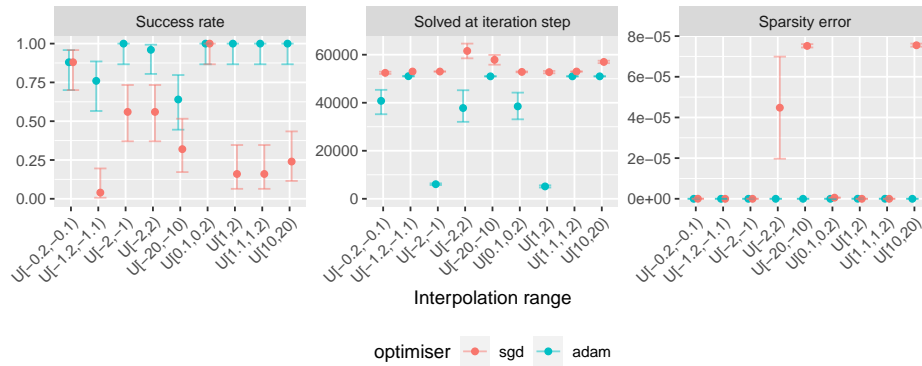 Success rate
1.00
0.75
0.50
0.25
0.00
U[−0.2,−0.1)
U[−1.2,−1.1)
U[−2,−1)
U[−2,2)
U[−20,−10)
U[0.1,0.2)
U[1,2)
U[1.1,1.2)
U[10,20)
Solved at iteration step
60000
40000
20000
0
U[−0.2,−0.1)
U[−1.2,−1.1)
U[−2,−1)
U[−2,2)
U[−20,−10)
U[0.1,0.2)
U[1,2)
U[1.1,1.2)
U[10,20)
Sparsity error
8e−05
6e−05
4e−05
2e−05
0e+00
U[−0.2,−0.1)
U[−1.2,−1.1)
U[−2,−1)
U[−2,2)
U[−20,−10)
U[0.1,0.2)
U[1,2)
U[1.1,1.2)
U[10,20)
Interpolation range
optimiser sgd adam